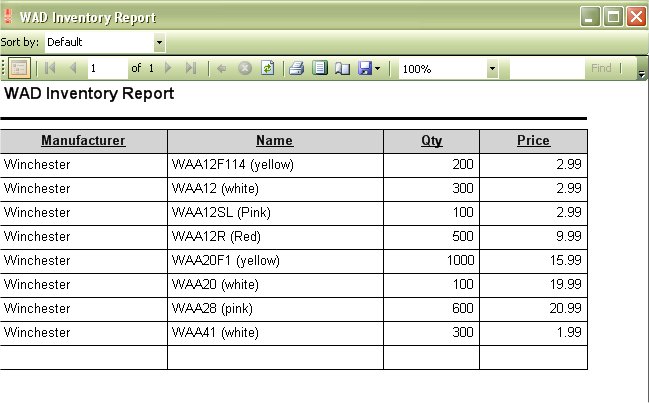 WAD Inventory Report
Sort by: Default
1 of 1 100% Find
WAD Inventory Report
Manufacturer Name Qty Price
Winchester WAA12F114 (yellow) 200 2.99
Winchester WAA12 (white) 300 2.99
Winchester WAA12SL (Pink) 100 2.99
Winchester WAA12R (Red) 500 9.99
Winchester WAA20F1 (yellow) 1000 15.99
Winchester WAA20 (white) 100 19.99
Winchester WAA28 (pink) 600 20.99
Winchester WAA41 (white) 300 1.99